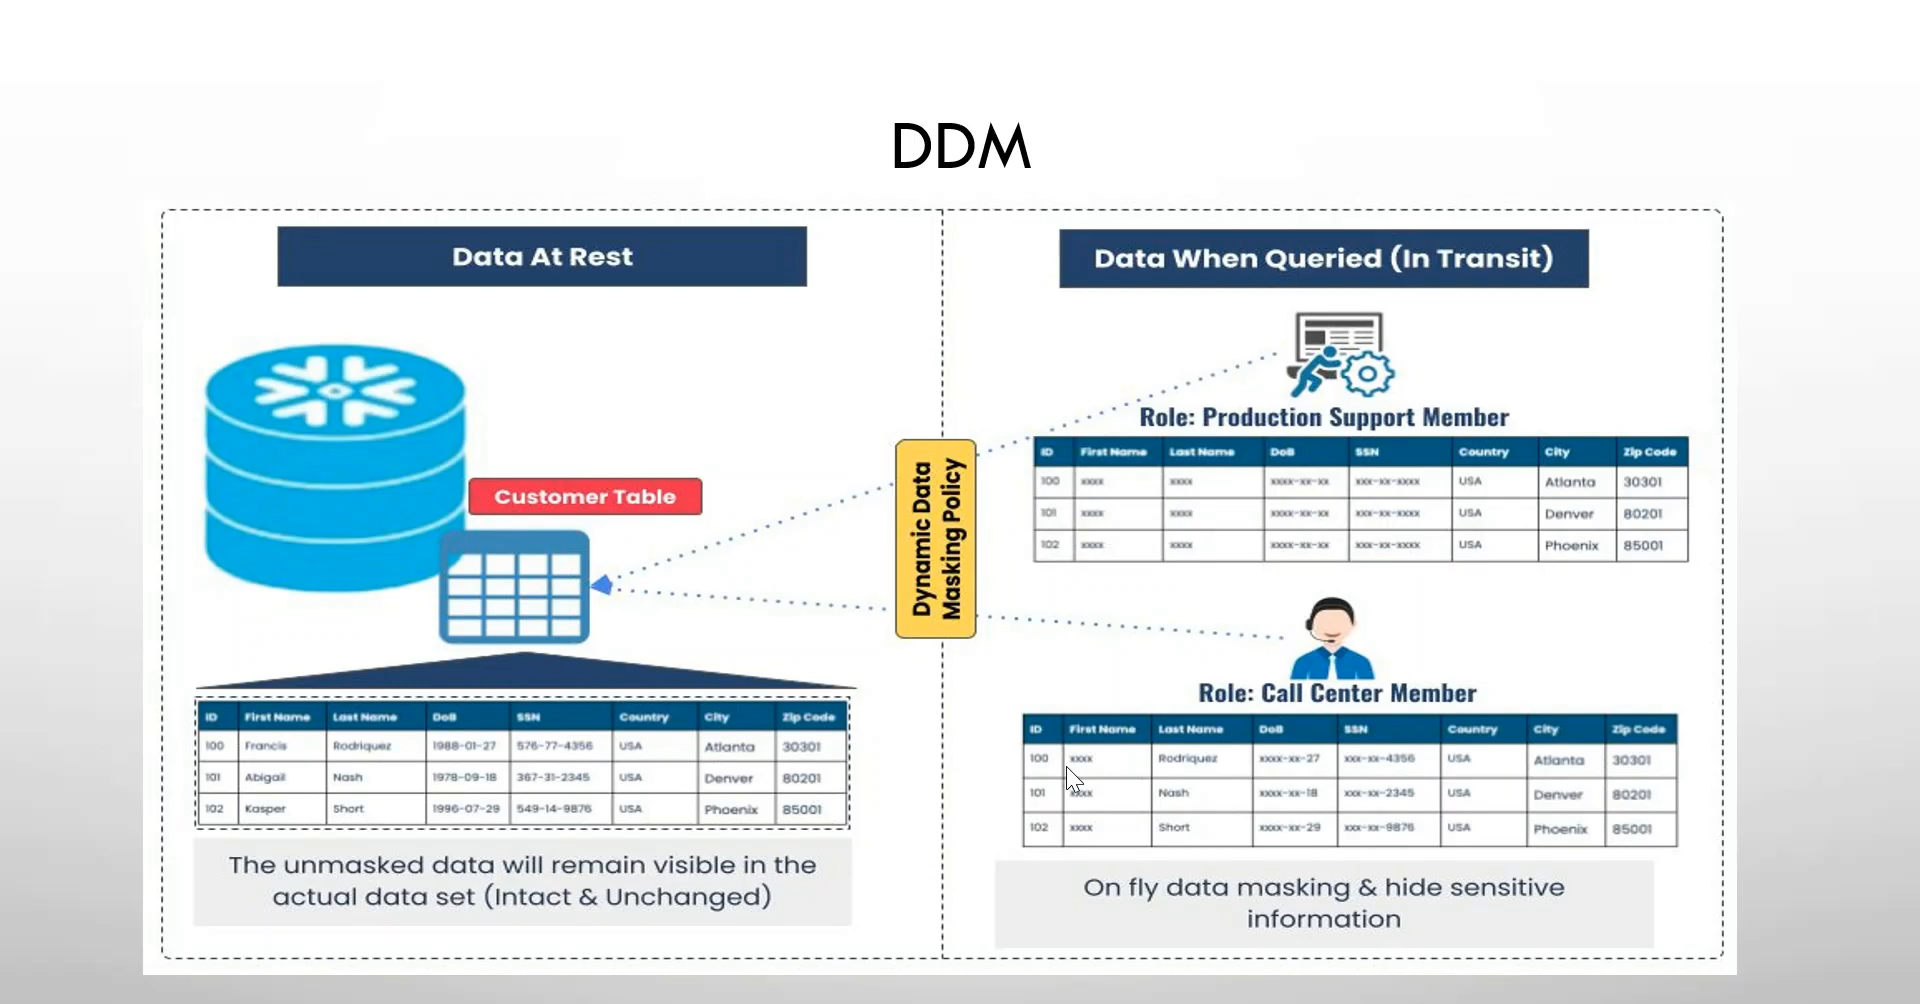 DDM
Data At Rest
Customer Table
ID First Name Last Name DoB SSN Country City Zip Code
100 Francis Rodriquez 1988-01-27 576-77-4356 USA Atlanta 30301
101 Abigail Nash 1978-09-18 367-31-2345 USA Denver 80201
102 Kasper Short 1996-07-29 549-14-9876 USA Phoenix 85001
The unmasked data will remain visible in the
actual data set (Intact & Unchanged)
Dynamic Data
Masking Policy
Data When Queried (In Transit)
Role: Production Support Member
ID First Name Last Name DoB SSN Country City Zip Code
100 xxxx xxxx xxxx-xx-xx xxx-xx-xxxx USA Atlanta 30301
101 xxxx xxxx xxxx-xx-xx xxx-xx-xxxx USA Denver 80201
102 xxxx xxxx xxxx-xx-xx xxx-xx-xxxx USA Phoenix 85001
Role: Call Center Member
ID First Name Last Name DoB SSN Country City Zip Code
100 xxxx Rodriquez xxxx-xx-27 xxx-xx-4356 USA Atlanta 30301
101 xxxx Nash xxxx-xx-18 xxx-xx-2345 USA Denver 80201
102 xxxx Short xxxx-xx-29 xxx-xx-9876 USA Phoenix 85001
On fly data masking & hide sensitive
information